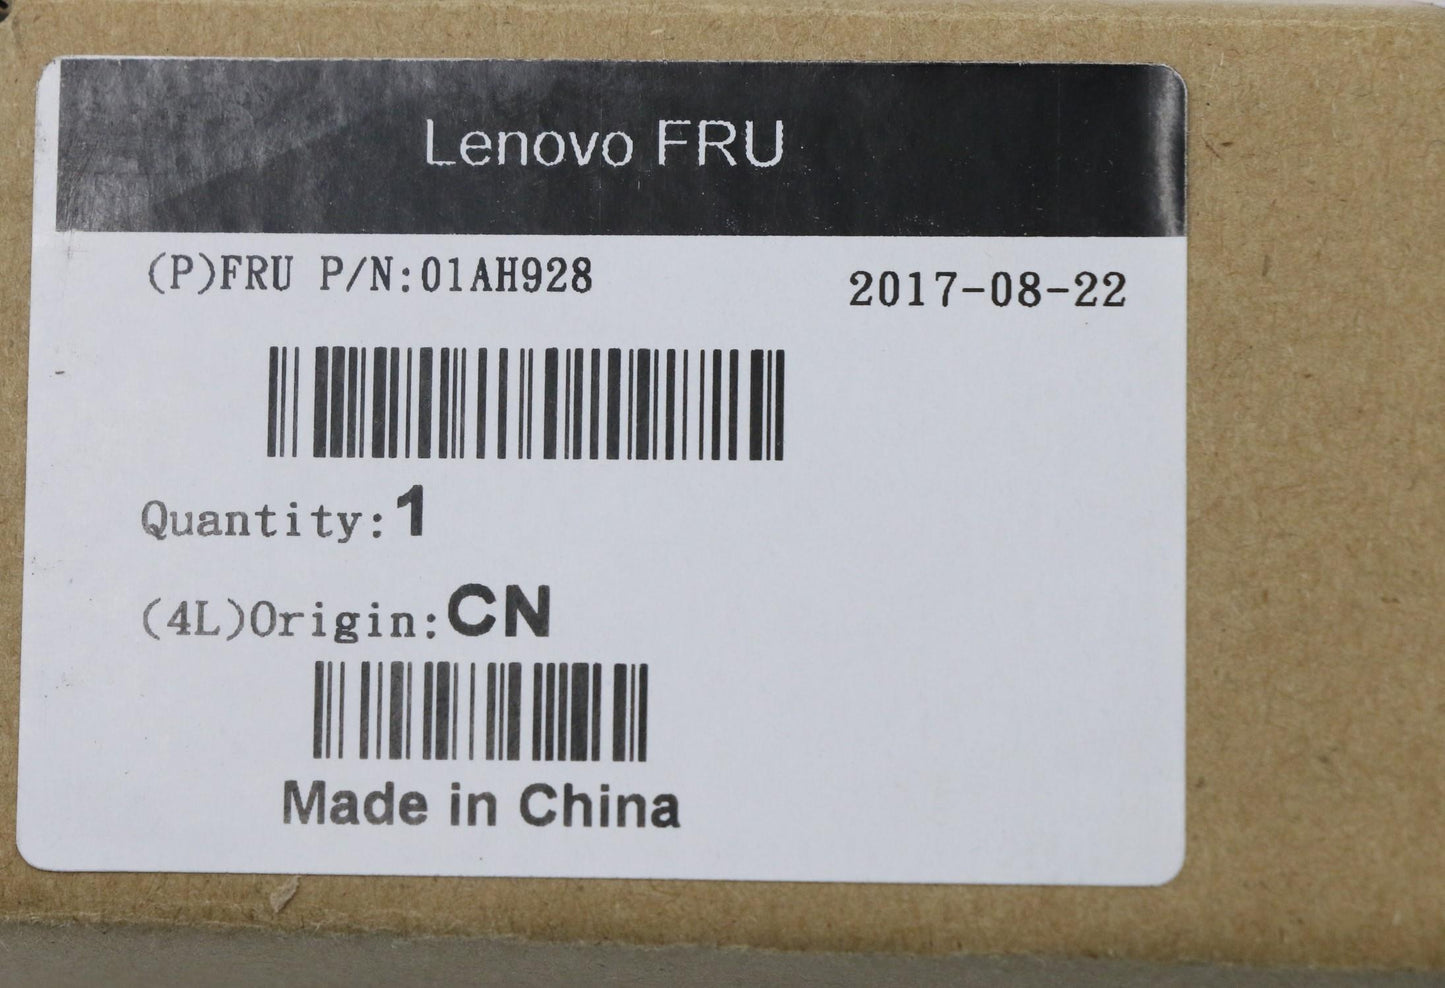 Lenovo FRU
(P)FRU P/N:01AH928
2017-08-22
Quantity:1
(4L)Origin:CN
Made in China